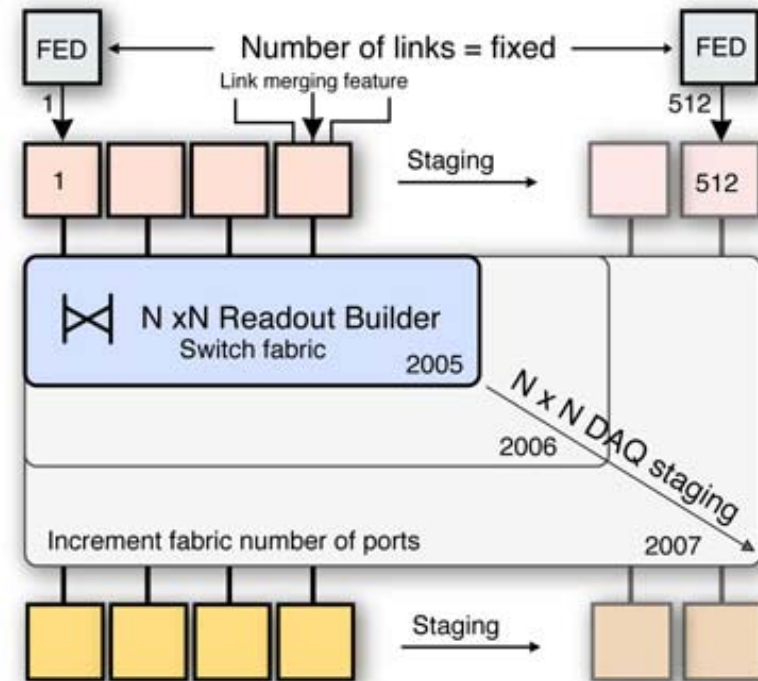 FED
Number of links = fixed
FED
Link merging feature
1
512
1
Staging
512
N xN Readout Builder
Switch fabric
2005
N x N DAQ staging
2006
Increment fabric number of ports
2007
Staging